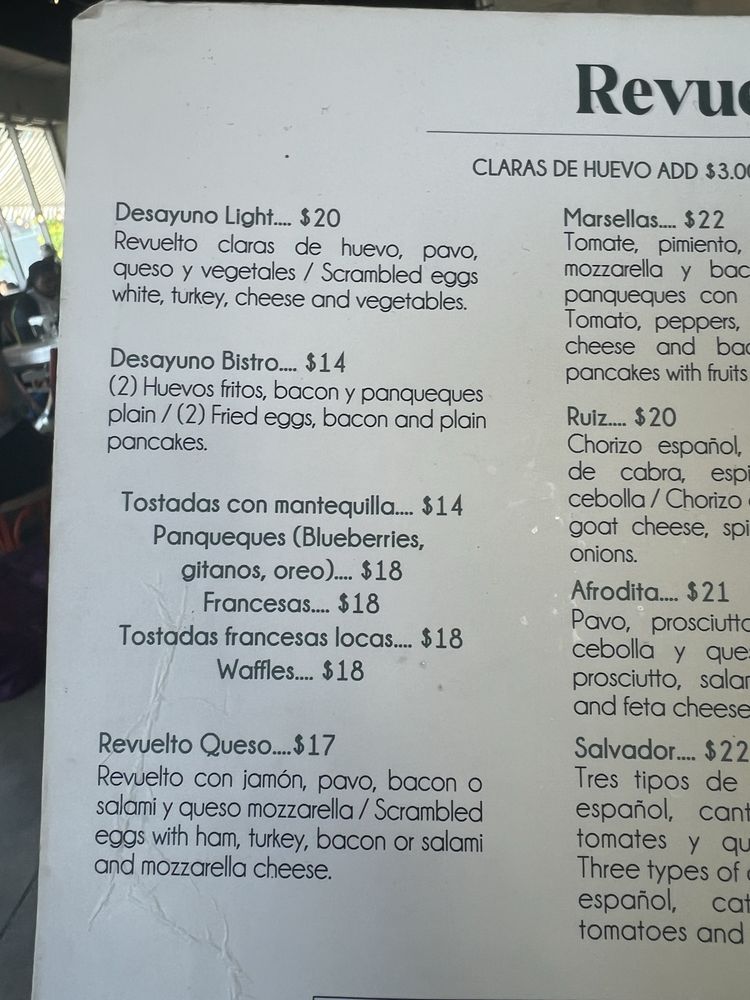 CLARAS DE HUEVO ADD
Desayuno Light.... $20
Revuelto claras de huevo, pavo,
queso y vegetales / Scrambled eggs
white, turkey, cheese and vegetables.
Desayuno Bistro.... $14
(2) Huevos fritos, bacon y panqueques
plain / (2) Fried eggs, bacon and plain
pancakes.
Tostadas con mantequilla.... $14
Panqueques (Blueberries,
gitanos, oreo).... $18
Francesas.... $18
Tostadas francesas locas.... $18
Waffles.... $18
Revuelto Queso....$17
Revuelto con jamón, pavo, bacon o
salami y queso mozzarella / Scrambled
eggs with ham, turkey, bacon or salami
and mozzarella cheese.
Marsellas.... $22
Tomate, pimiento,
mozzarella y
panqueques con
Tomato, peppers,
cheese and
pancakes with fruits
Ruiz.... $20
Chorizo español,
de cabra,
cebolla / Chorizo
goat cheese,
onions.
Afrodita.... $21
Pavo, prosciutto
cebolla y
prosciutto,
and feta cheese
Salvador.... $22
Tres tipos de
español,
tomates y
Three types of
español,
tomatoes and